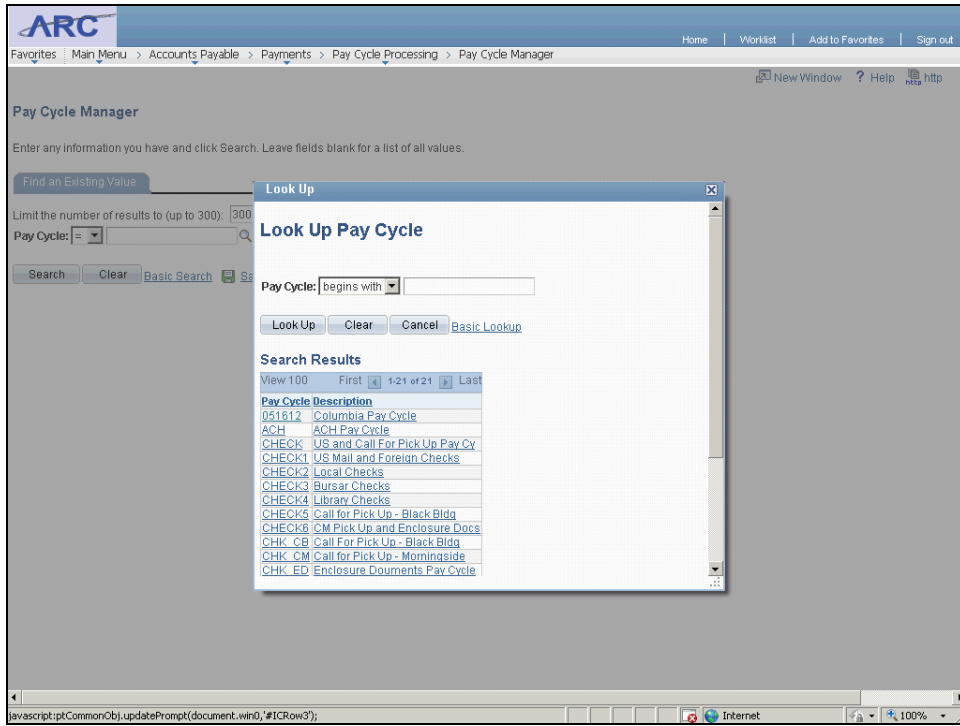 ARC
Home | Worklist | Add to Favorites | Sign out
Favorites Main Menu > Accounts Payable > Payments > Pay Cycle Processing > Pay Cycle Manager
New Window ? Help http
Pay Cycle Manager
Enter any information you have and click Search. Leave fields blank for a list of all values.
Find an Existing Value
Limit the number of results to (up to 300): 300
Pay Cycle: =
Search Clear Basic Search
Look Up
Look Up Pay Cycle
Pay Cycle: begins with
Look Up Clear Cancel Basic Lookup
Search Results
View 100 First 1-21 of 21 Last
Pay Cycle Description
051612 Columbia Pay Cycle
ACH ACH Pay Cycle
CHECK US and Call For Pick Up Pay Cy
CHECK1 US Mail and Foreign Checks
CHECK2 Local Checks
CHECK3 Bursar Checks
CHECK4 Library Checks
CHECK5 Call for Pick Up - Black Bldg
CHECK6 CM Pick Up and Enclosure Docs
CHK_CB Call For Pick Up - Black Bldg
CHK_CM Call for Pick Up - Morningside
CHK_ED Enclosure Douments Pay Cycle
javascript:ptCommonObj.updatePrompt(document.win0,'#ICRow3');
Internet
100%